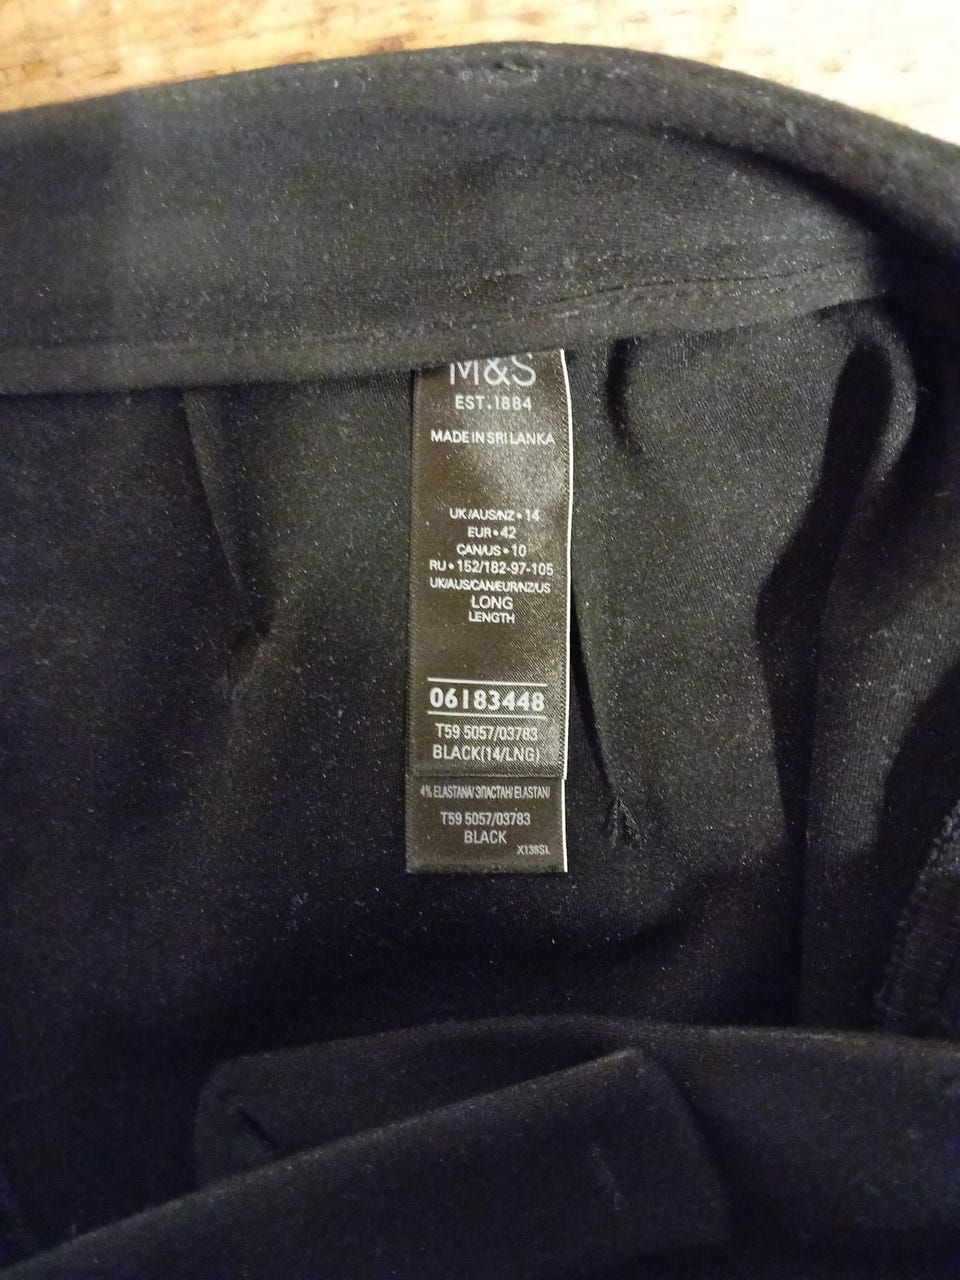 M&S
EST.1884
MADE IN SRI LANKA
UK/AUS/NZ • 14
EUR • 42
CAN/US • 10
RU • 152/182-97-105
UK/AUS/CAN/EUR/NZ/US
LONG
LENGTH
06183448
T59 5057/03783
BLACK(14/LNG)
4% ELASTANA/ ЭЛАСТАН/ ELASTAN/
T59 5057/03783
BLACK
X138SL